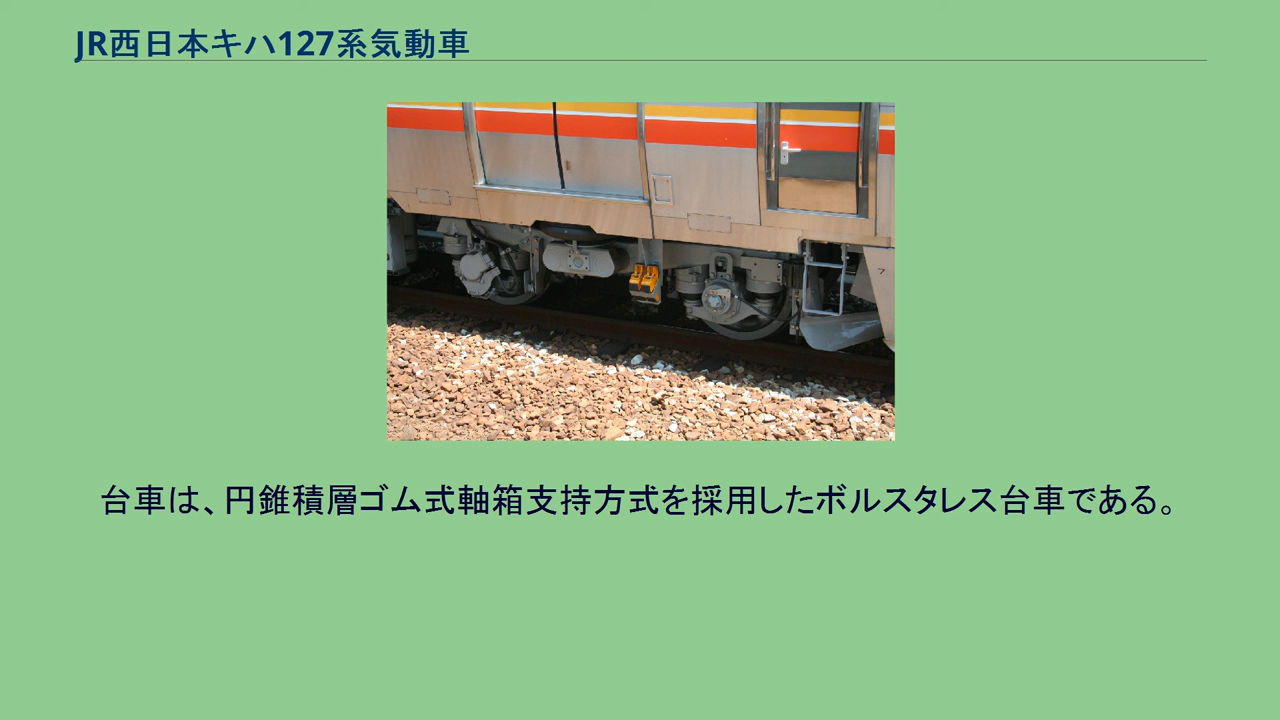 JR西日本キハ127系気動車
7
台車は、円錐積層ゴム式軸箱支持方式を採用したボルスタレス台車である。